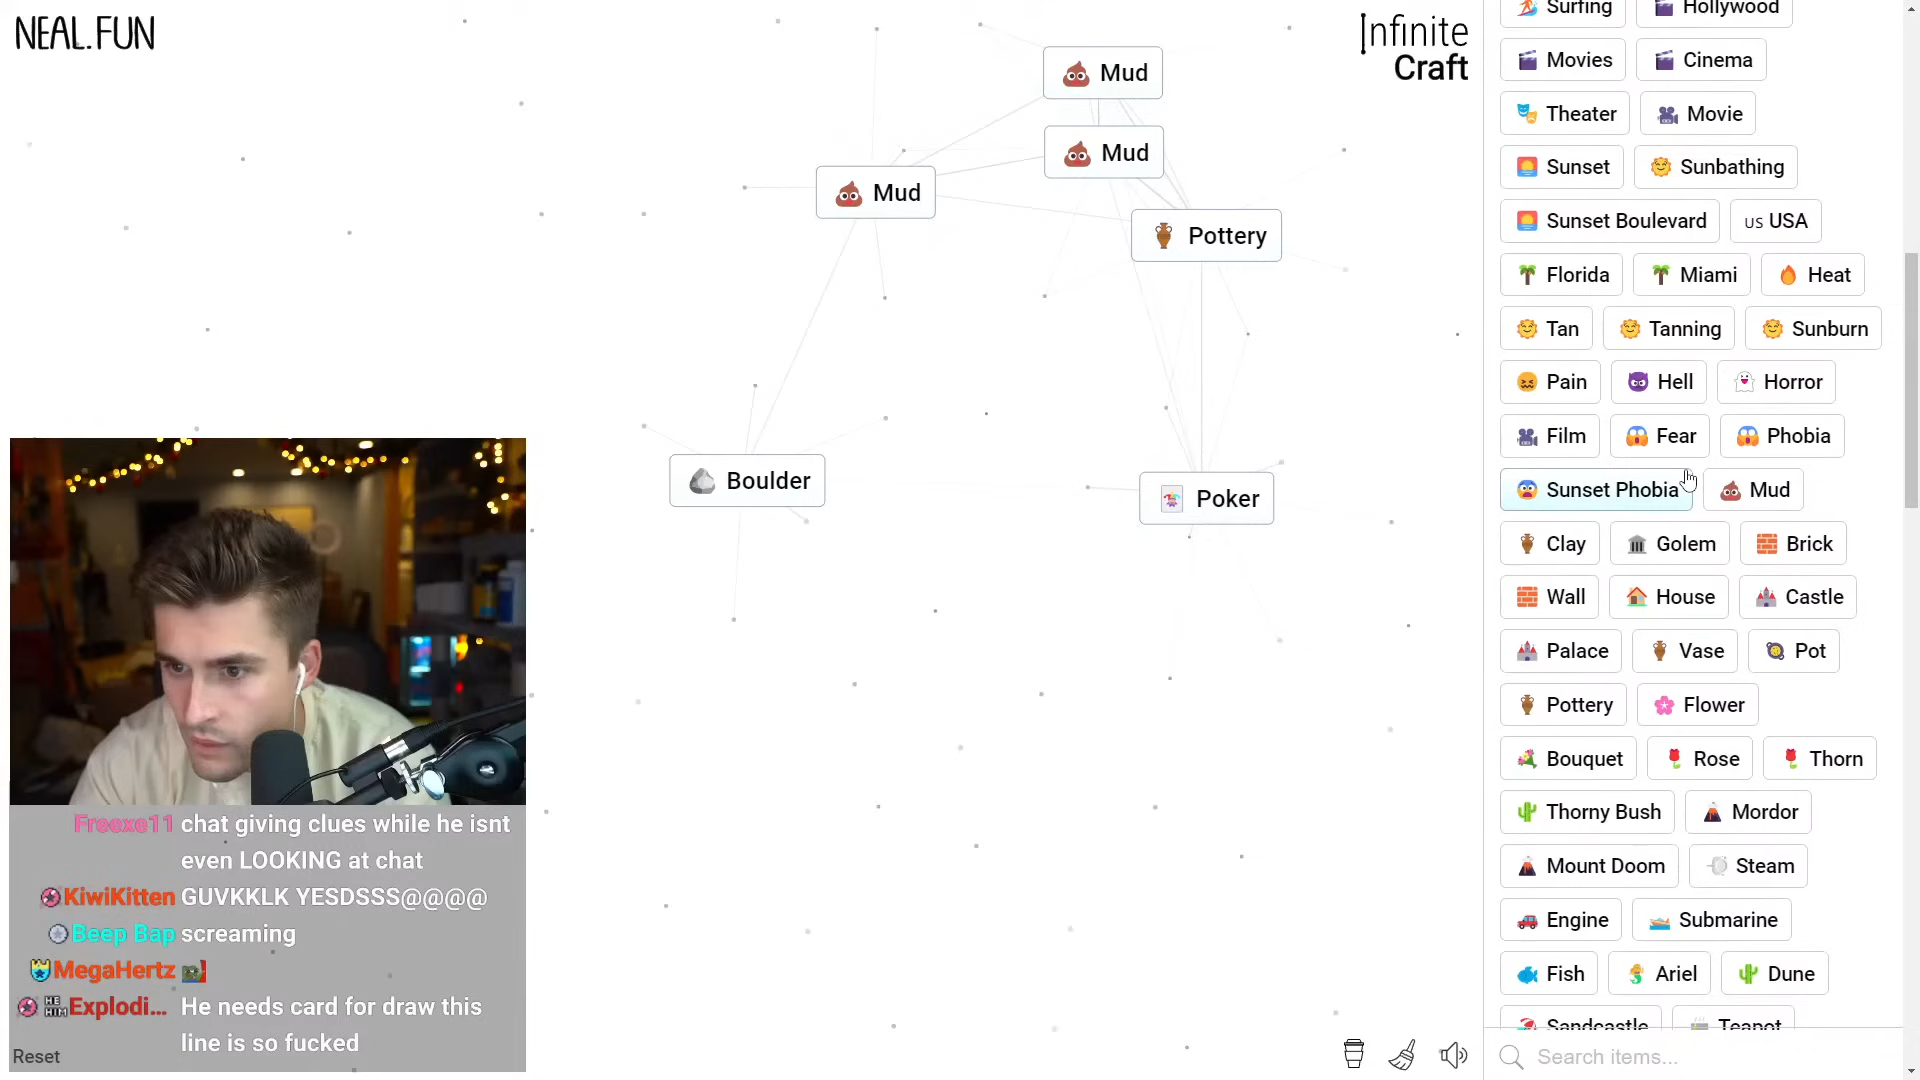 NEAL.FUN
Infinite
Craft
Mud
Mud
Mud
Pottery
Boulder
Poker
Surfing Hollywood
Movies Cinema
Theater Movie
Sunset Sunbathing
Sunset Boulevard US USA
Florida Miami Heat
Tan Tanning Sunburn
Pain Hell Horror
Film Fear Phobia
Sunset Phobia Mud
Clay Golem Brick
Wall House Castle
Palace Vase Pot
Pottery Flower
Bouquet Rose Thorn
Thorny Bush Mordor
Mount Doom Steam
Engine Submarine
Fish Ariel Dune
Sandcastle Teapot
Search items...
Freexe11 chat giving clues while he isnt
even LOOKING at chat
KiwiKitten GUVKKLK YESDSSS@@@@
Beep Bap screaming
MegaHertz
HE HIM Explodi... He needs card for draw this
line is so fucked
Reset